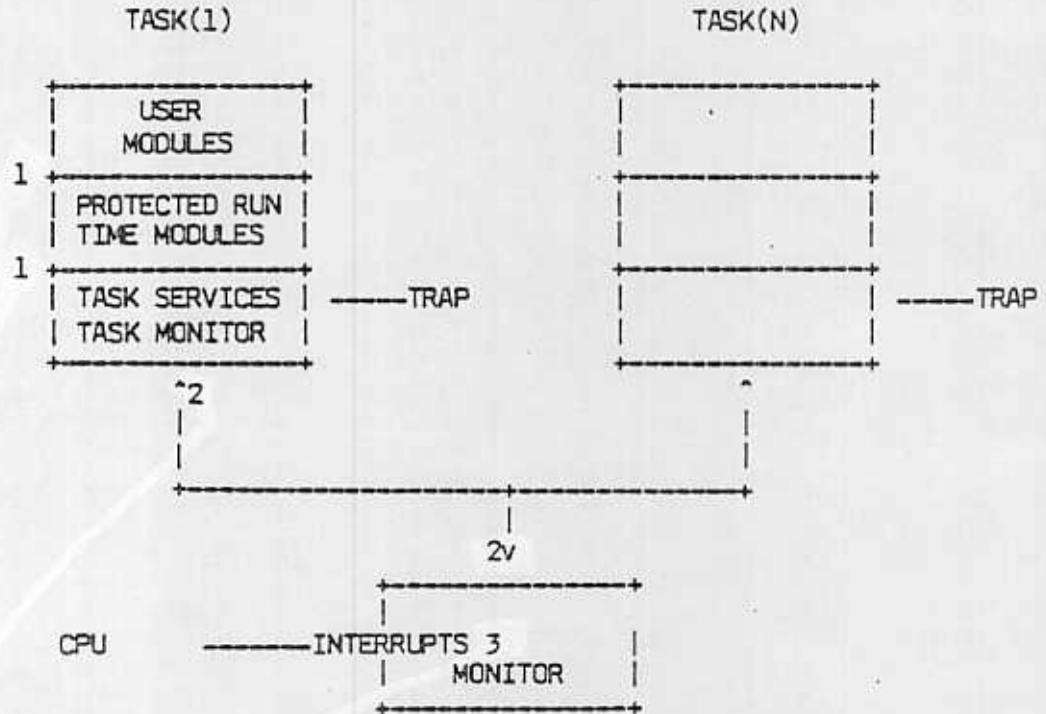 TASK(1) TASK(N)
USER
MODULES
1
PROTECTED RUN
TIME MODULES
1
TASK SERVICES -----TRAP -----TRAP
TASK MONITOR
^2 ^
2v
CPU -------INTERRUPTS 3
MONITOR